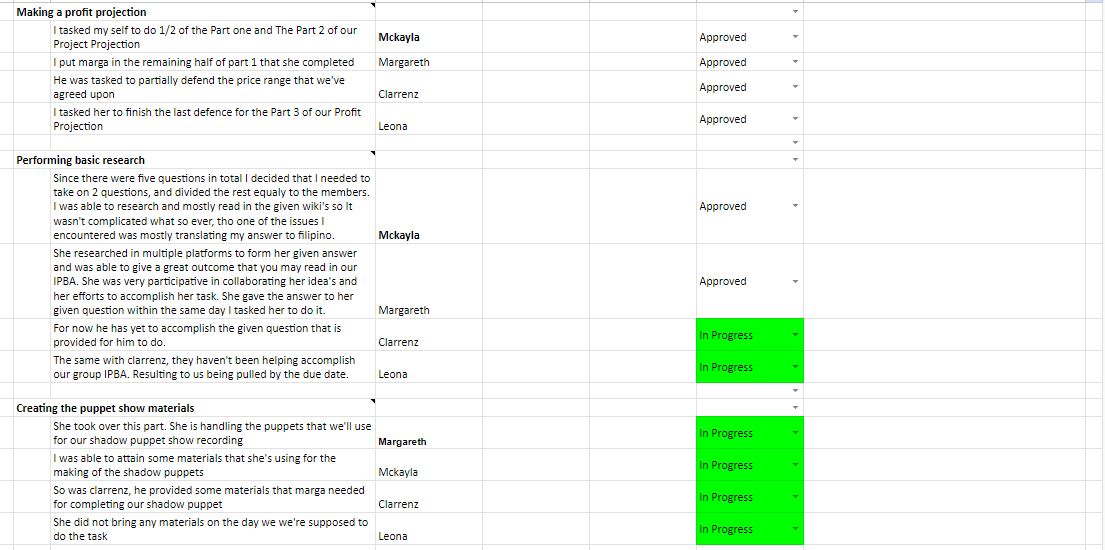 Making a profit projection
I tasked my self to do 1/2 of the Part one and The Part 2 of our
Project Projection
Mckayla
Approved
I put marga in the remaining half of part 1 that she completed
Margareth
Approved
He was tasked to partially defend the price range that we've
agreed upon
Clarrenz
Approved
I tasked her to finish the last defence for the Part 3 of our Profit
Projection
Leona
Approved
Performing basic research
Since there were five questions in total I decided that I needed to
take on 2 questions, and divided the rest equaly to the members.
I was able to research and mostly read in the given wiki's so It
wasn't complicated what so ever, tho one of the issues I
encountered was mostly translating my answer to filipino.
Mckayla
Approved
She researched in multiple platforms to form her given answer
and was able to give a great outcome that you may read in our
IPBA. She was very participative in collaborating her idea's and
her efforts to accomplish her task. She gave the answer to her
given question within the same day I tasked her to do it.
Margareth
Approved
For now he has yet to accomplish the given question that is
provided for him to do.
Clarrenz
In Progress
The same with clarrenz, they haven't been helping accomplish
our group IPBA. Resulting to us being pulled by the due date.
Leona
In Progress
Creating the puppet show materials
She took over this part. She is handling the puppets that we'll use
for our shadow puppet show recording
Margareth
In Progress
I was able to attain some materials that she's using for the
making of the shadow puppets
Mckayla
In Progress
So was clarrenz, he provided some materials that marga needed
for completing our shadow puppet
Clarrenz
In Progress
She did not bring any materials on the day we we're supposed to
do the task
Leona
In Progress